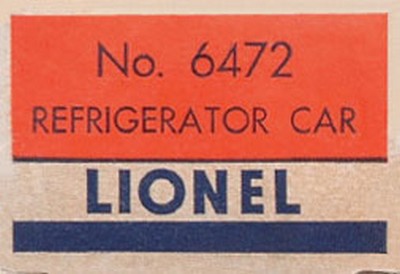 No. 6472
REFRIGERATOR CAR
LIONEL